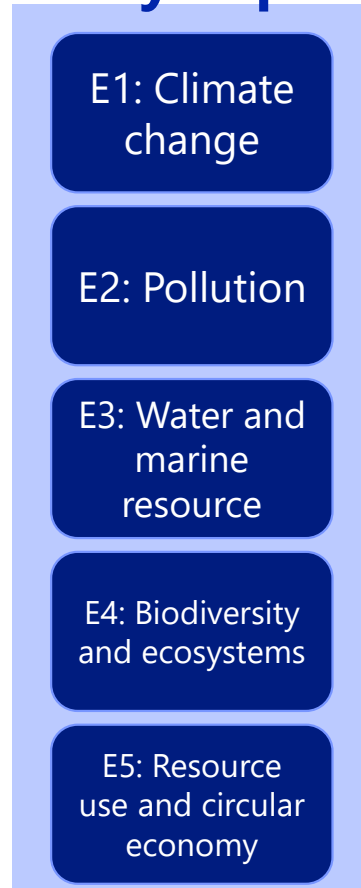 E1: Climate
change
E2: Pollution
E3: Water and
marine
resource
E4: Biodiversity
and ecosystems
E5: Resource
use and circular
economy